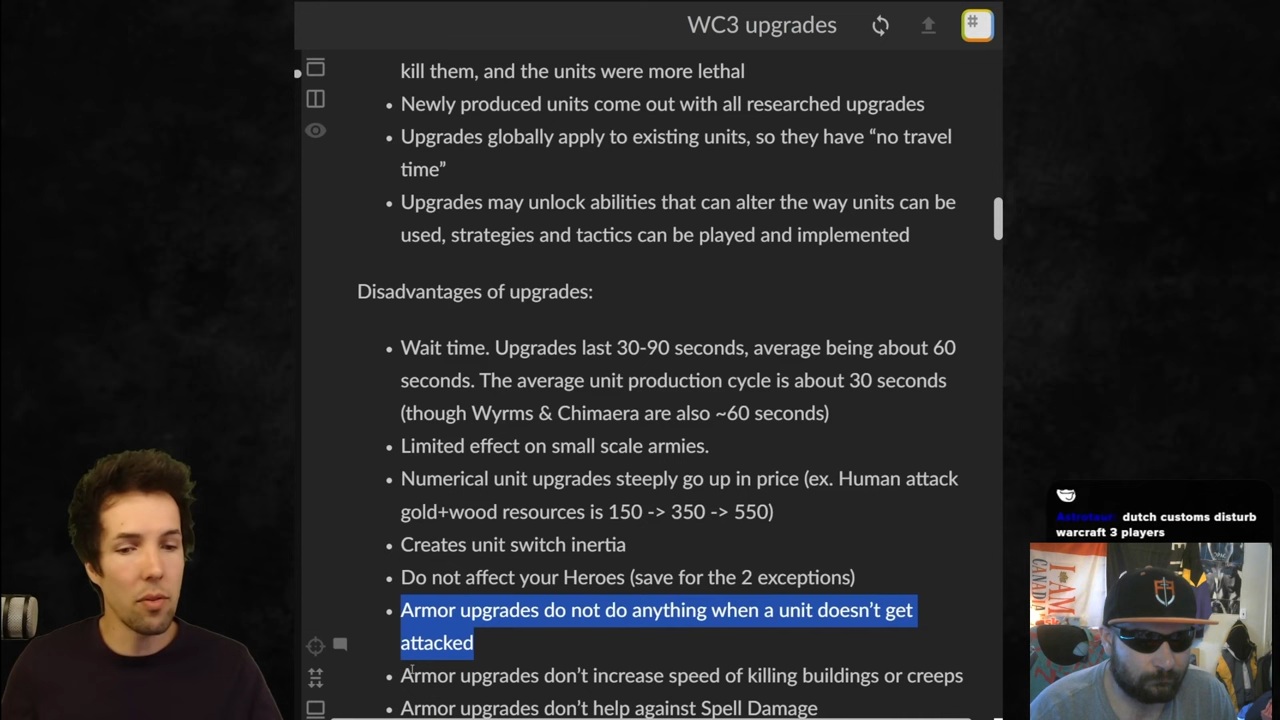 WC3 upgrades
#
kill them, and the units were more lethal
• Newly produced units come out with all researched upgrades
• Upgrades globally apply to existing units, so they have “no travel
time”
• Upgrades may unlock abilities that can alter the way units can be
used, strategies and tactics can be played and implemented
Disadvantages of upgrades:
• Wait time. Upgrades last 30-90 seconds, average being about 60
seconds. The average unit production cycle is about 30 seconds
(though Wyrms & Chimaera are also ~60 seconds)
• Limited effect on small scale armies.
• Numerical unit upgrades steeply go up in price (ex. Human attack
gold+wood resources is 150 -> 350 -> 550)
• Creates unit switch inertia
• Do not affect your Heroes (save for the 2 exceptions)
• Armor upgrades do not do anything when a unit doesn’t get
attacked
• Armor upgrades don’t increase speed of killing buildings or creeps
• Armor upgrades don’t help against Spell Damage
dutch customs disturb
warcraft 3 players
I AM
CANADIAN